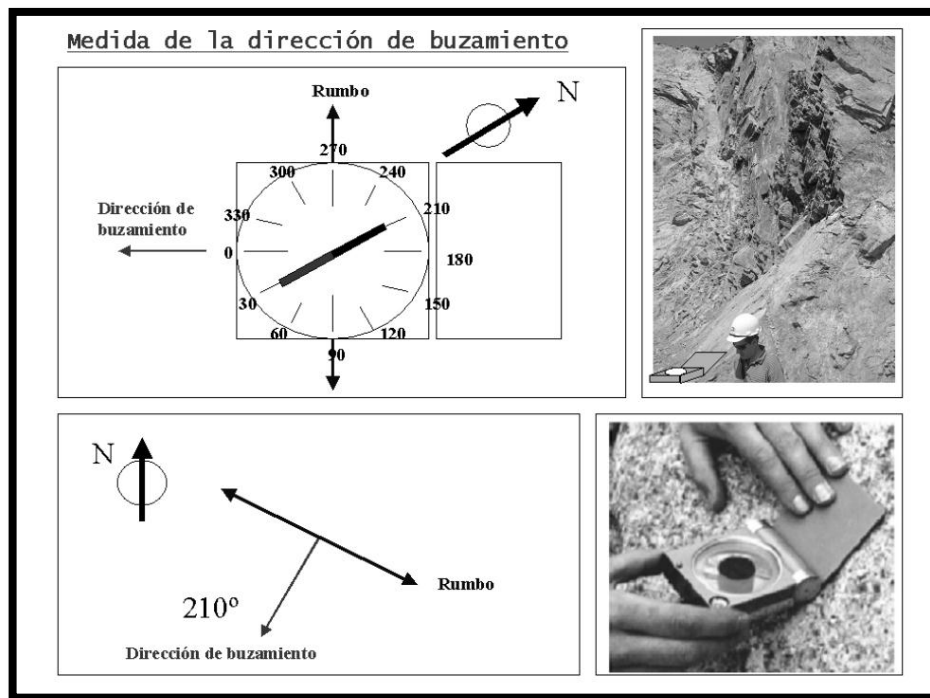 Medida de la dirección de buzamiento
Rumbo
N
270
300
240
330
210
Dirección de
buzamiento
0
180
30
150
60
120
90
N
Rumbo
210º
Dirección de buzamiento